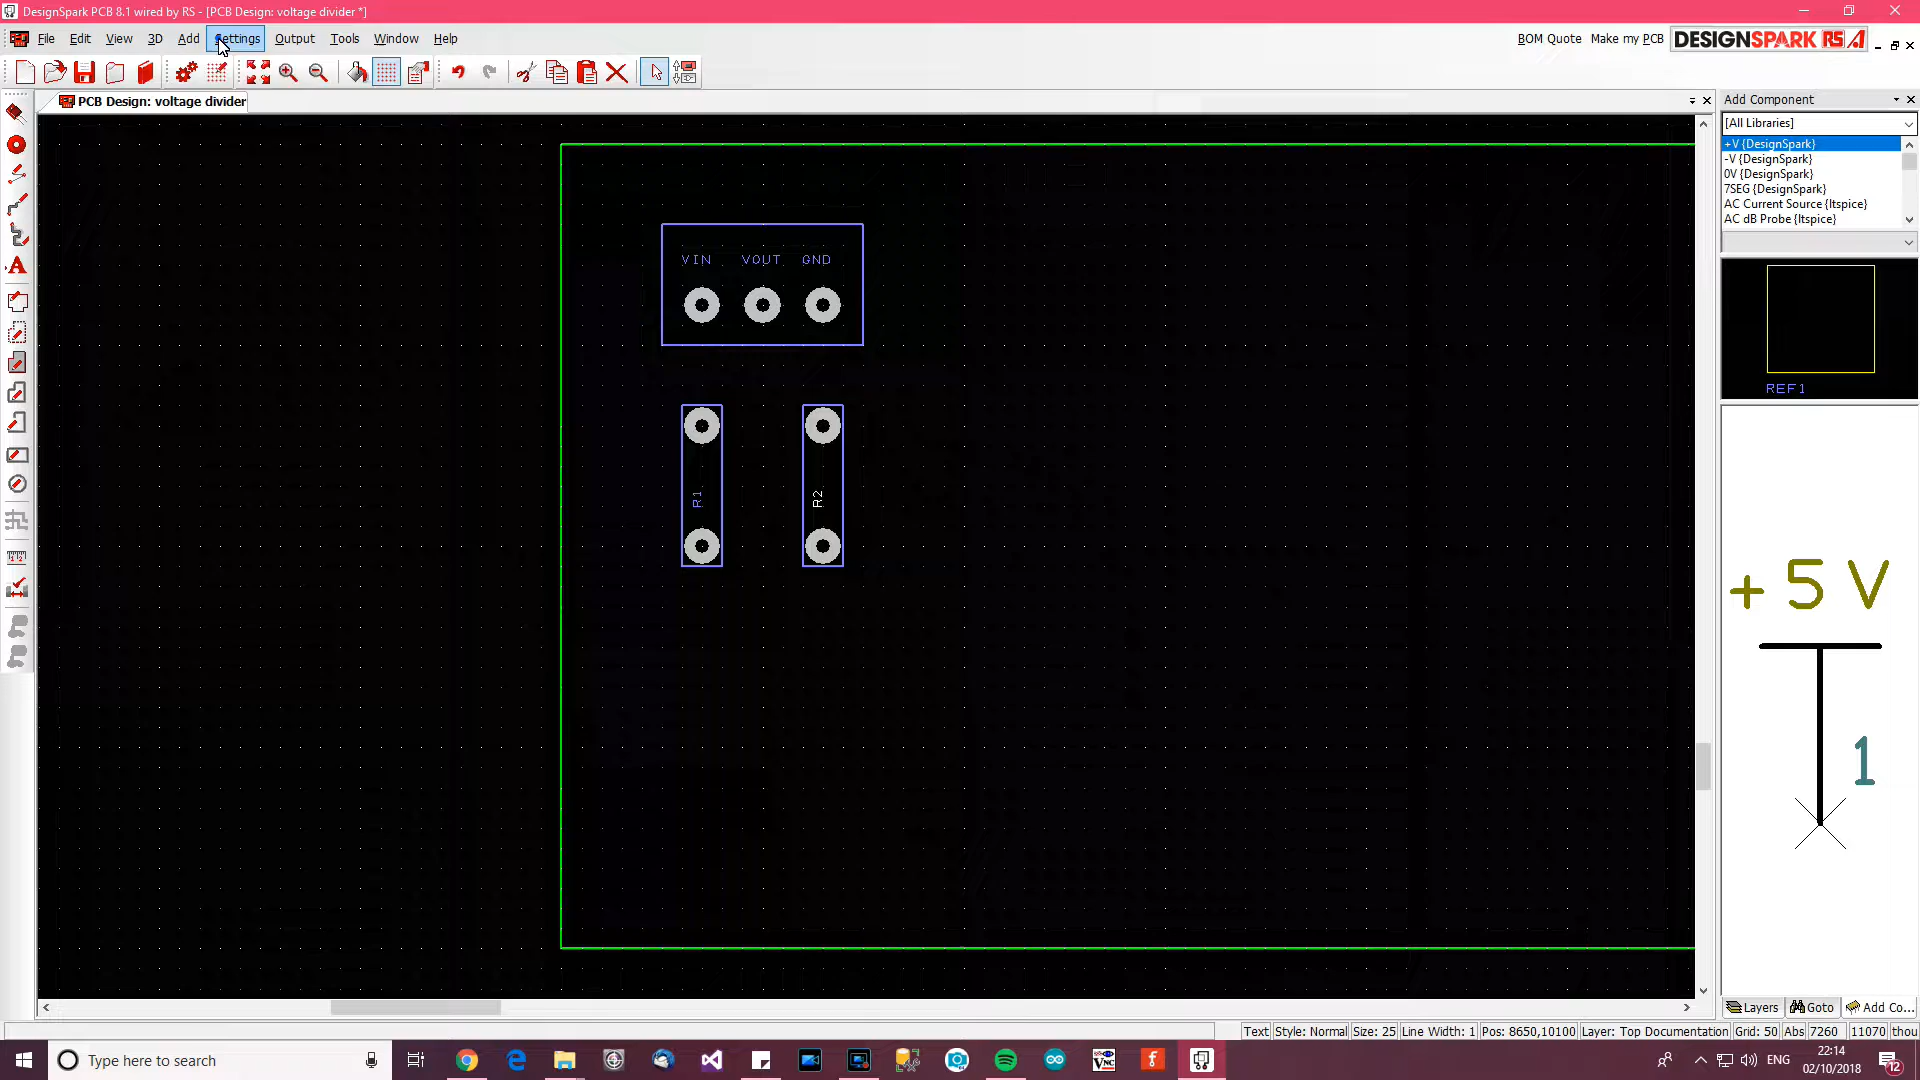 DesignSpark PCB 8.1 wired by RS - [PCB Design: voltage divider *]
File Edit View 3D Add Settings Output Tools Window Help
BOM Quote Make my PCB DESIGNSPARK RS
PCB Design: voltage divider
Add Component
[All Libraries]
+V {DesignSpark}
-V {DesignSpark}
0V {DesignSpark}
7SEG {DesignSpark}
AC Current Source {ltspice}
AC dB Probe {ltspice}
REF1
VIN VOUT GND
R1 R2
+5V
1
Layers Goto Add Co...
Text Style: Normal Size: 25 Line Width: 1 Pos: 8650,10100 Layer: Top Documentation Grid: 50 Abs 7260 11070 thou
Type here to search
ENG
22:14
02/10/2018
12